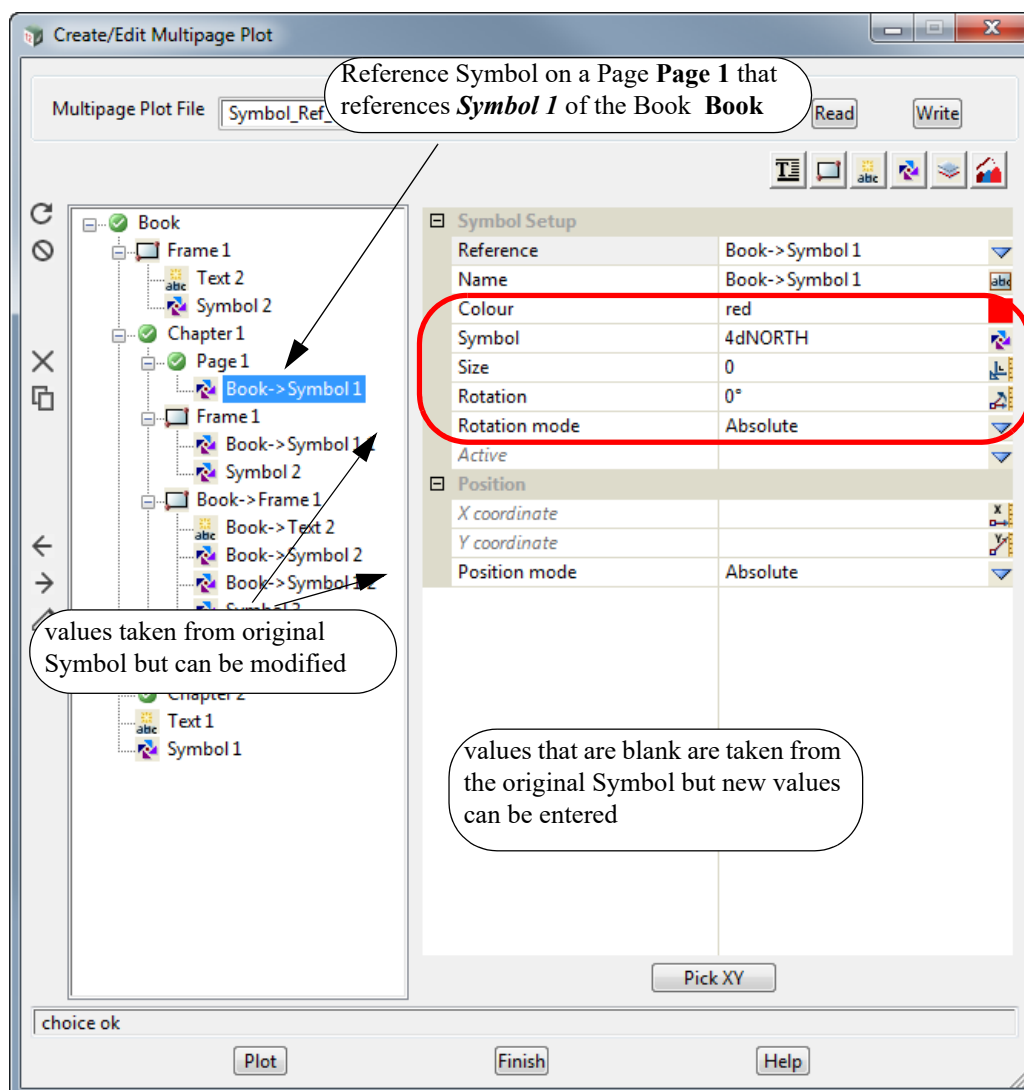 Create/Edit Multipage Plot
Reference Symbol on a Page Page 1 that
references Symbol 1 of the Book Book
Multipage Plot File
Symbol_Ref_
Read
Write
Book
Frame 1
Text 2
Symbol 2
Chapter 1
Page 1
Book->Symbol 1
Frame 1
Book->Symbol 1
Symbol 2
Book->Frame 1
Book->Text 2
Book->Symbol 2
Book->Symbol 1 2
Symbol 2
values taken from original
Symbol but can be modified
Chapter 2
Text 1
Symbol 1
Symbol Setup
Reference Book->Symbol 1
Name Book->Symbol 1
Colour red
Symbol 4dNORTH
Size 0
Rotation 0°
Rotation mode Absolute
Active
Position
X coordinate
Y coordinate
Position mode Absolute
values that are blank are taken from
the original Symbol but new values
can be entered
Pick XY
choice ok
Plot
Finish
Help